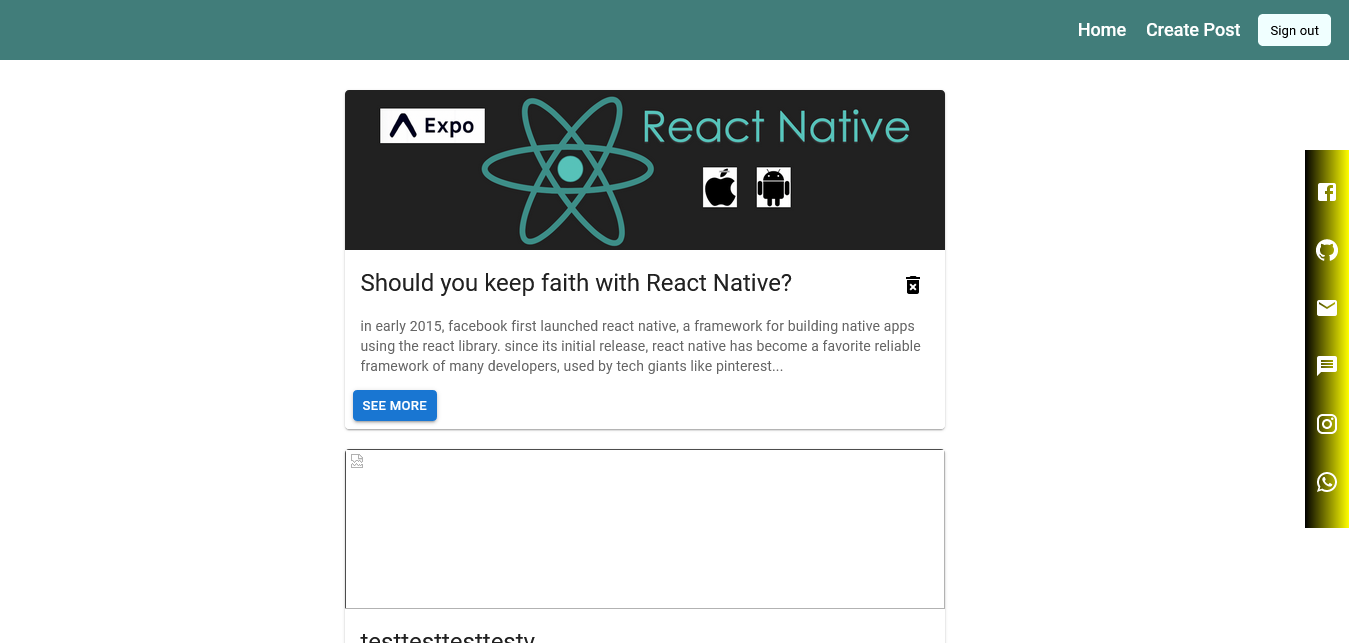 Home Create Post Sign out
Expo
React Native
Should you keep faith with React Native?
in early 2015, facebook first launched react native, a framework for building native apps
using the react library. since its initial release, react native has become a favorite reliable
framework of many developers, used by tech giants like pinterest...
SEE MORE